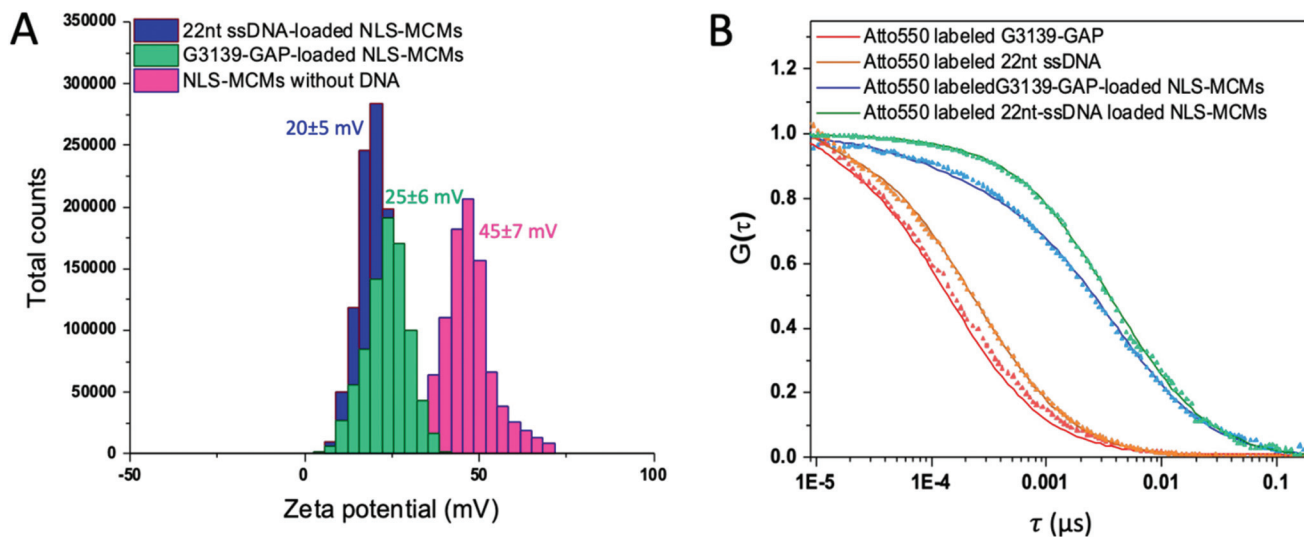 A
350000
300000
250000
200000
150000
100000
50000
0
Total counts
22nt ssDNA-loaded NLS-MCMs
G3139-GAP-loaded NLS-MCMs
NLS-MCMs without DNA
20±5 mV
25±6 mV
45±7 mV
-50
0
50
100
Zeta potential (mV)
B
1.2
1.0
0.8
0.6
0.4
0.2
0.0
G(τ)
Atto550 labeled G3139-GAP
Atto550 labeled 22nt ssDNA
Atto550 labeledG3139-GAP-loaded NLS-MCMs
Atto550 labeled 22nt-ssDNA loaded NLS-MCMs
1E-5
1E-4
0.001
0.01
0.1
τ (μs)